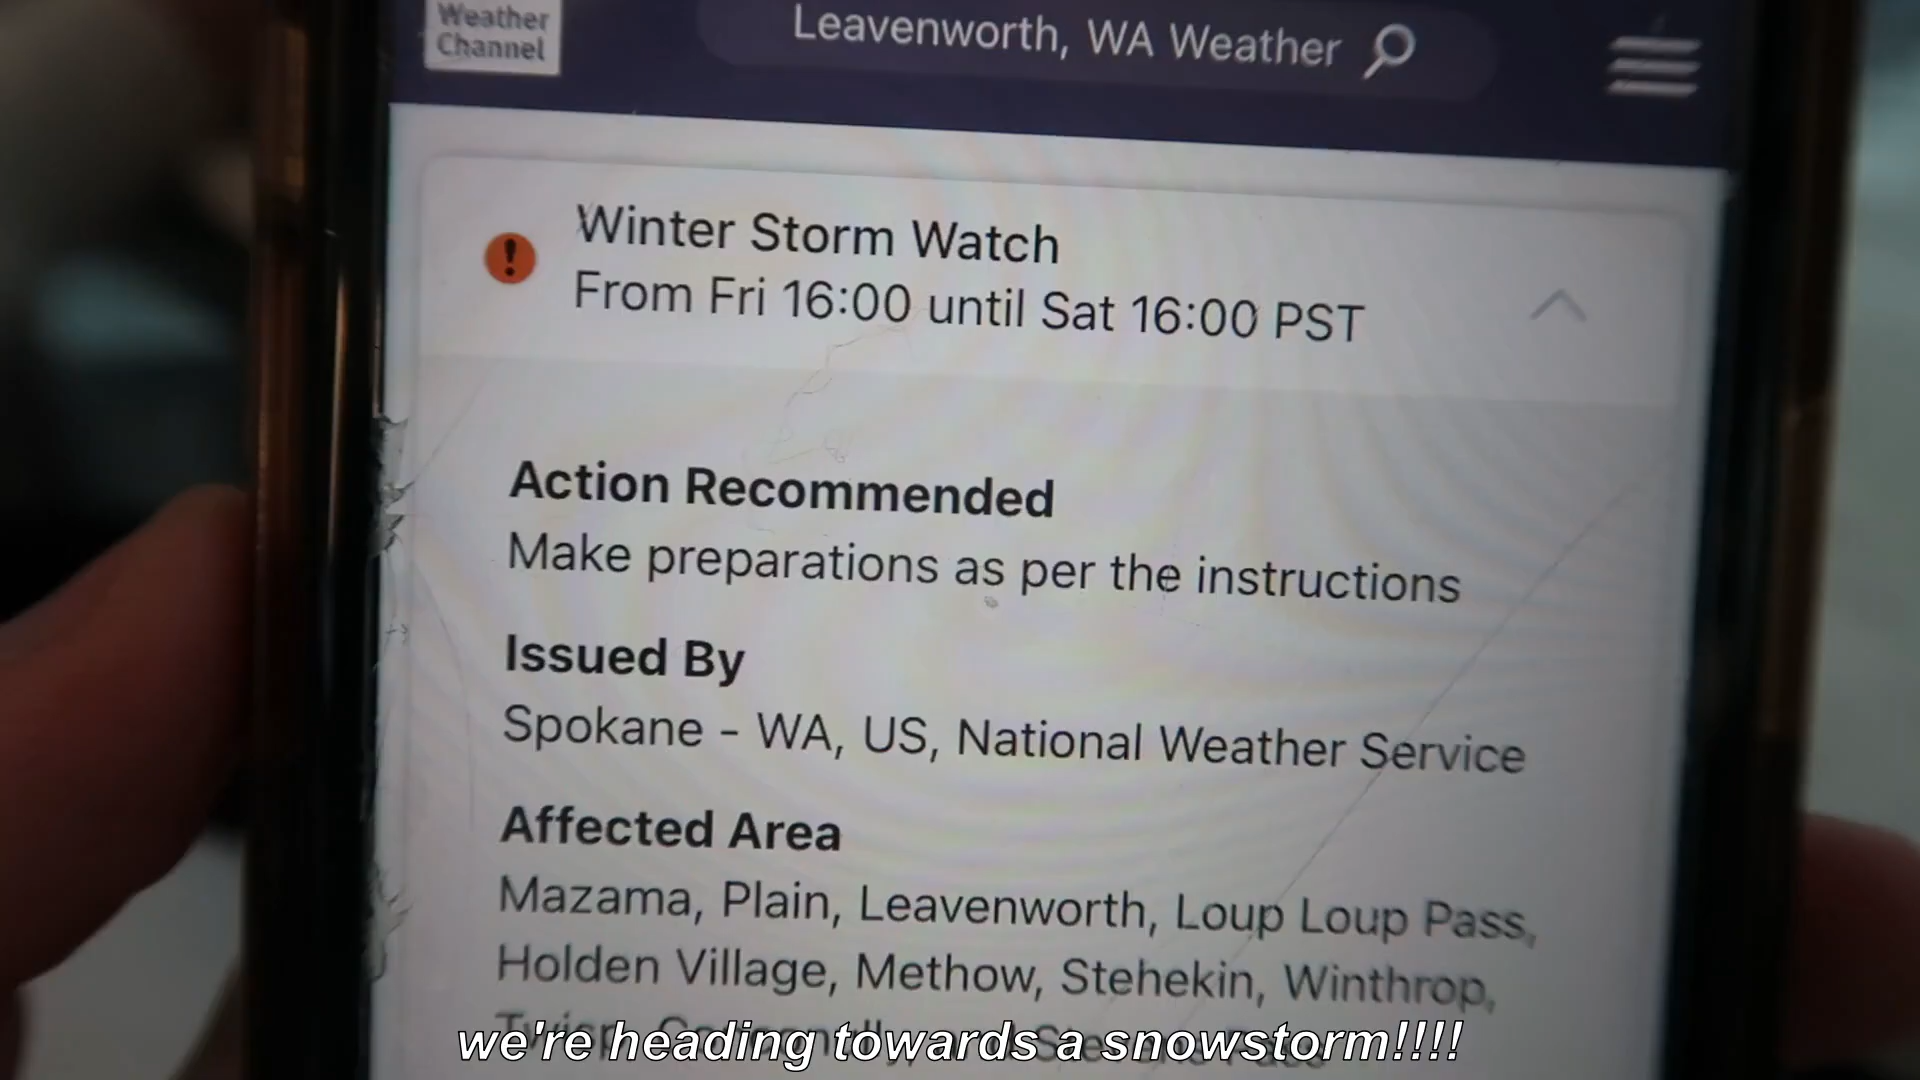 Weather
Channel
Leavenworth, WA Weather
Winter Storm Watch
From Fri 16:00 until Sat 16:00 PST
Action Recommended
Make preparations as per the instructions
Issued By
Spokane - WA, US, National Weather Service
Affected Area
Mazama, Plain, Leavenworth, Loup Loup Pass,
Holden Village, Methow, Stehekin, Winthrop,
we're heading towards a snowstorm!!!!